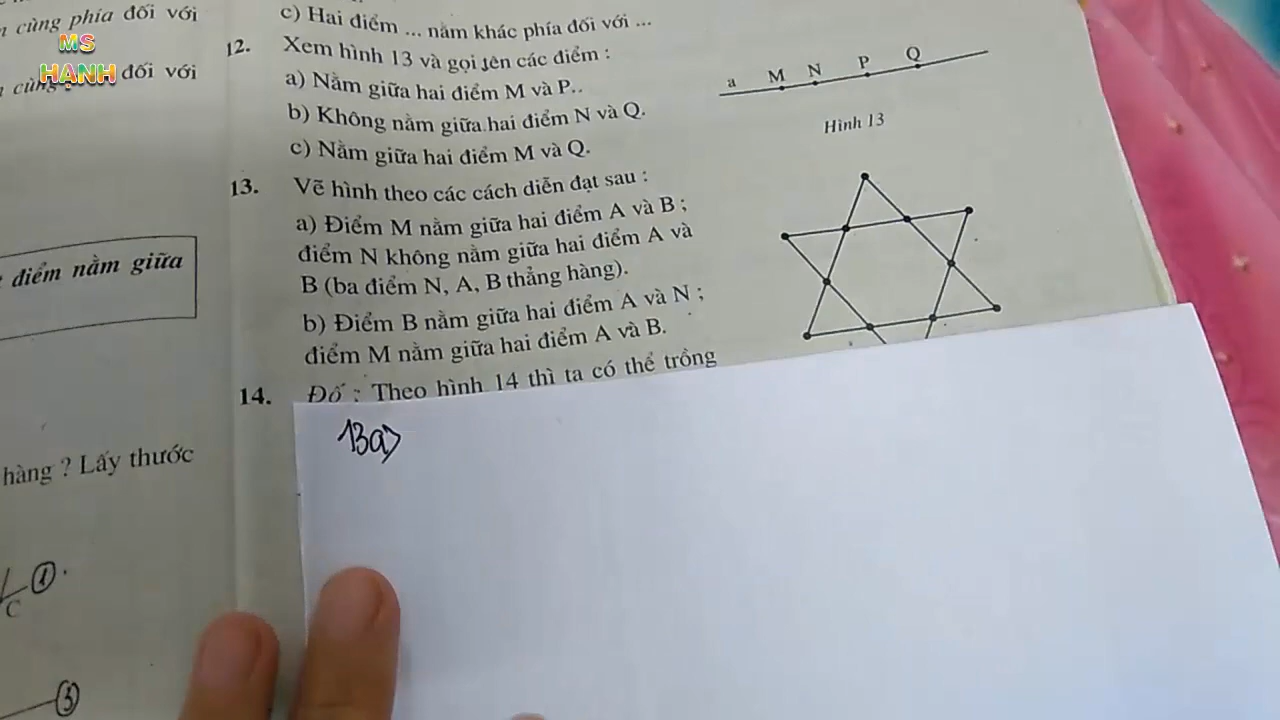 n cùng phía đối với
MS
HẠNH
đối với
điểm nằm giữa
hàng ? Lấy thước
C
1
3
c) Hai điểm ... nằm khác phía đối với ...
12. Xem hình 13 và gọi tên các điểm :
a) Nằm giữa hai điểm M và P..
b) Không nằm giữa hai điểm N và Q.
c) Nằm giữa hai điểm M và Q.
a M N P Q
Hình 13
13. Vẽ hình theo các cách diễn đạt sau :
a) Điểm M nằm giữa hai điểm A và B ;
điểm N không nằm giữa hai điểm A và
B (ba điểm N, A, B thẳng hàng).
b) Điểm B nằm giữa hai điểm A và N ;
điểm M nằm giữa hai điểm A và B.
14. Đố : Theo hình 14 thì ta có thể trồng
13a>